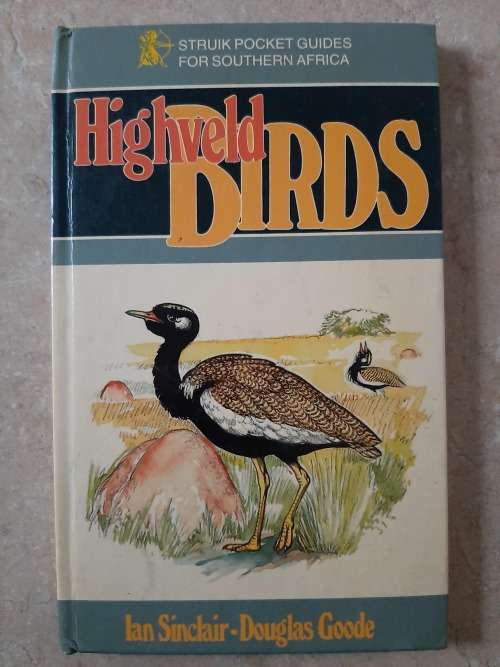 STRUIK POCKET GUIDES
FOR SOUTHERN AFRICA
Highveld
BIRDS
Ian Sinclair-Douglas Goode